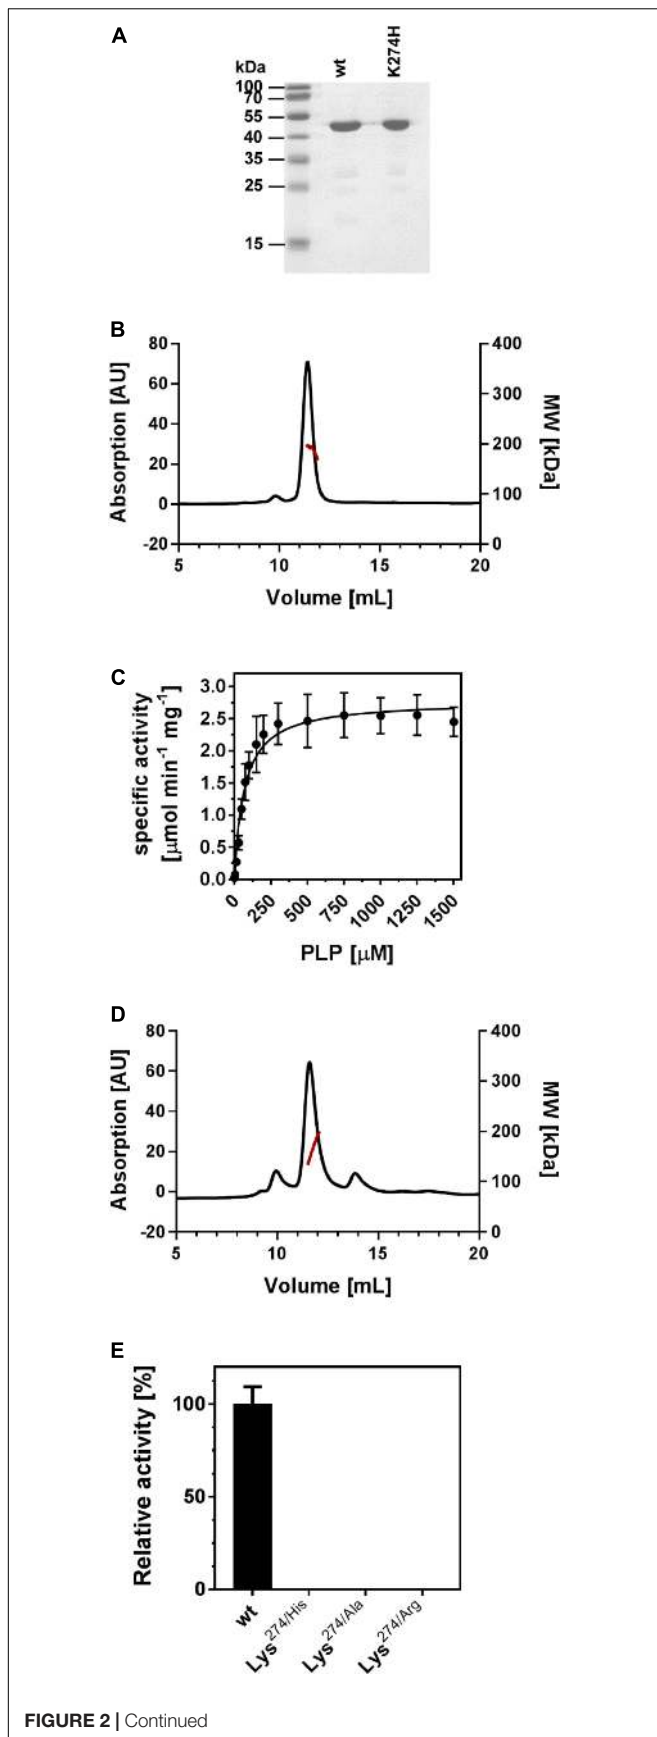 A
kDa
wt
K274H
100
70
55
40
35
25
15
B
Absorption [AU]
80
60
40
20
0
-20
400
300
200
100
0
MW [kDa]
5 10 15 20
Volume [mL]
C
specific activity
[μmol min⁻¹ mg⁻¹]
3.0
2.5
2.0
1.5
1.0
0.5
0.0
0 250 500 750 1000 1250 1500
PLP [μM]
D
Absorption [AU]
80
60
40
20
0
-20
400
300
200
100
0
MW [kDa]
5 10 15 20
Volume [mL]
E
Relative activity [%]
100
50
0
wt
Lys274/His
Lys274/Ala
Lys274/Arg
FIGURE 2 | Continued